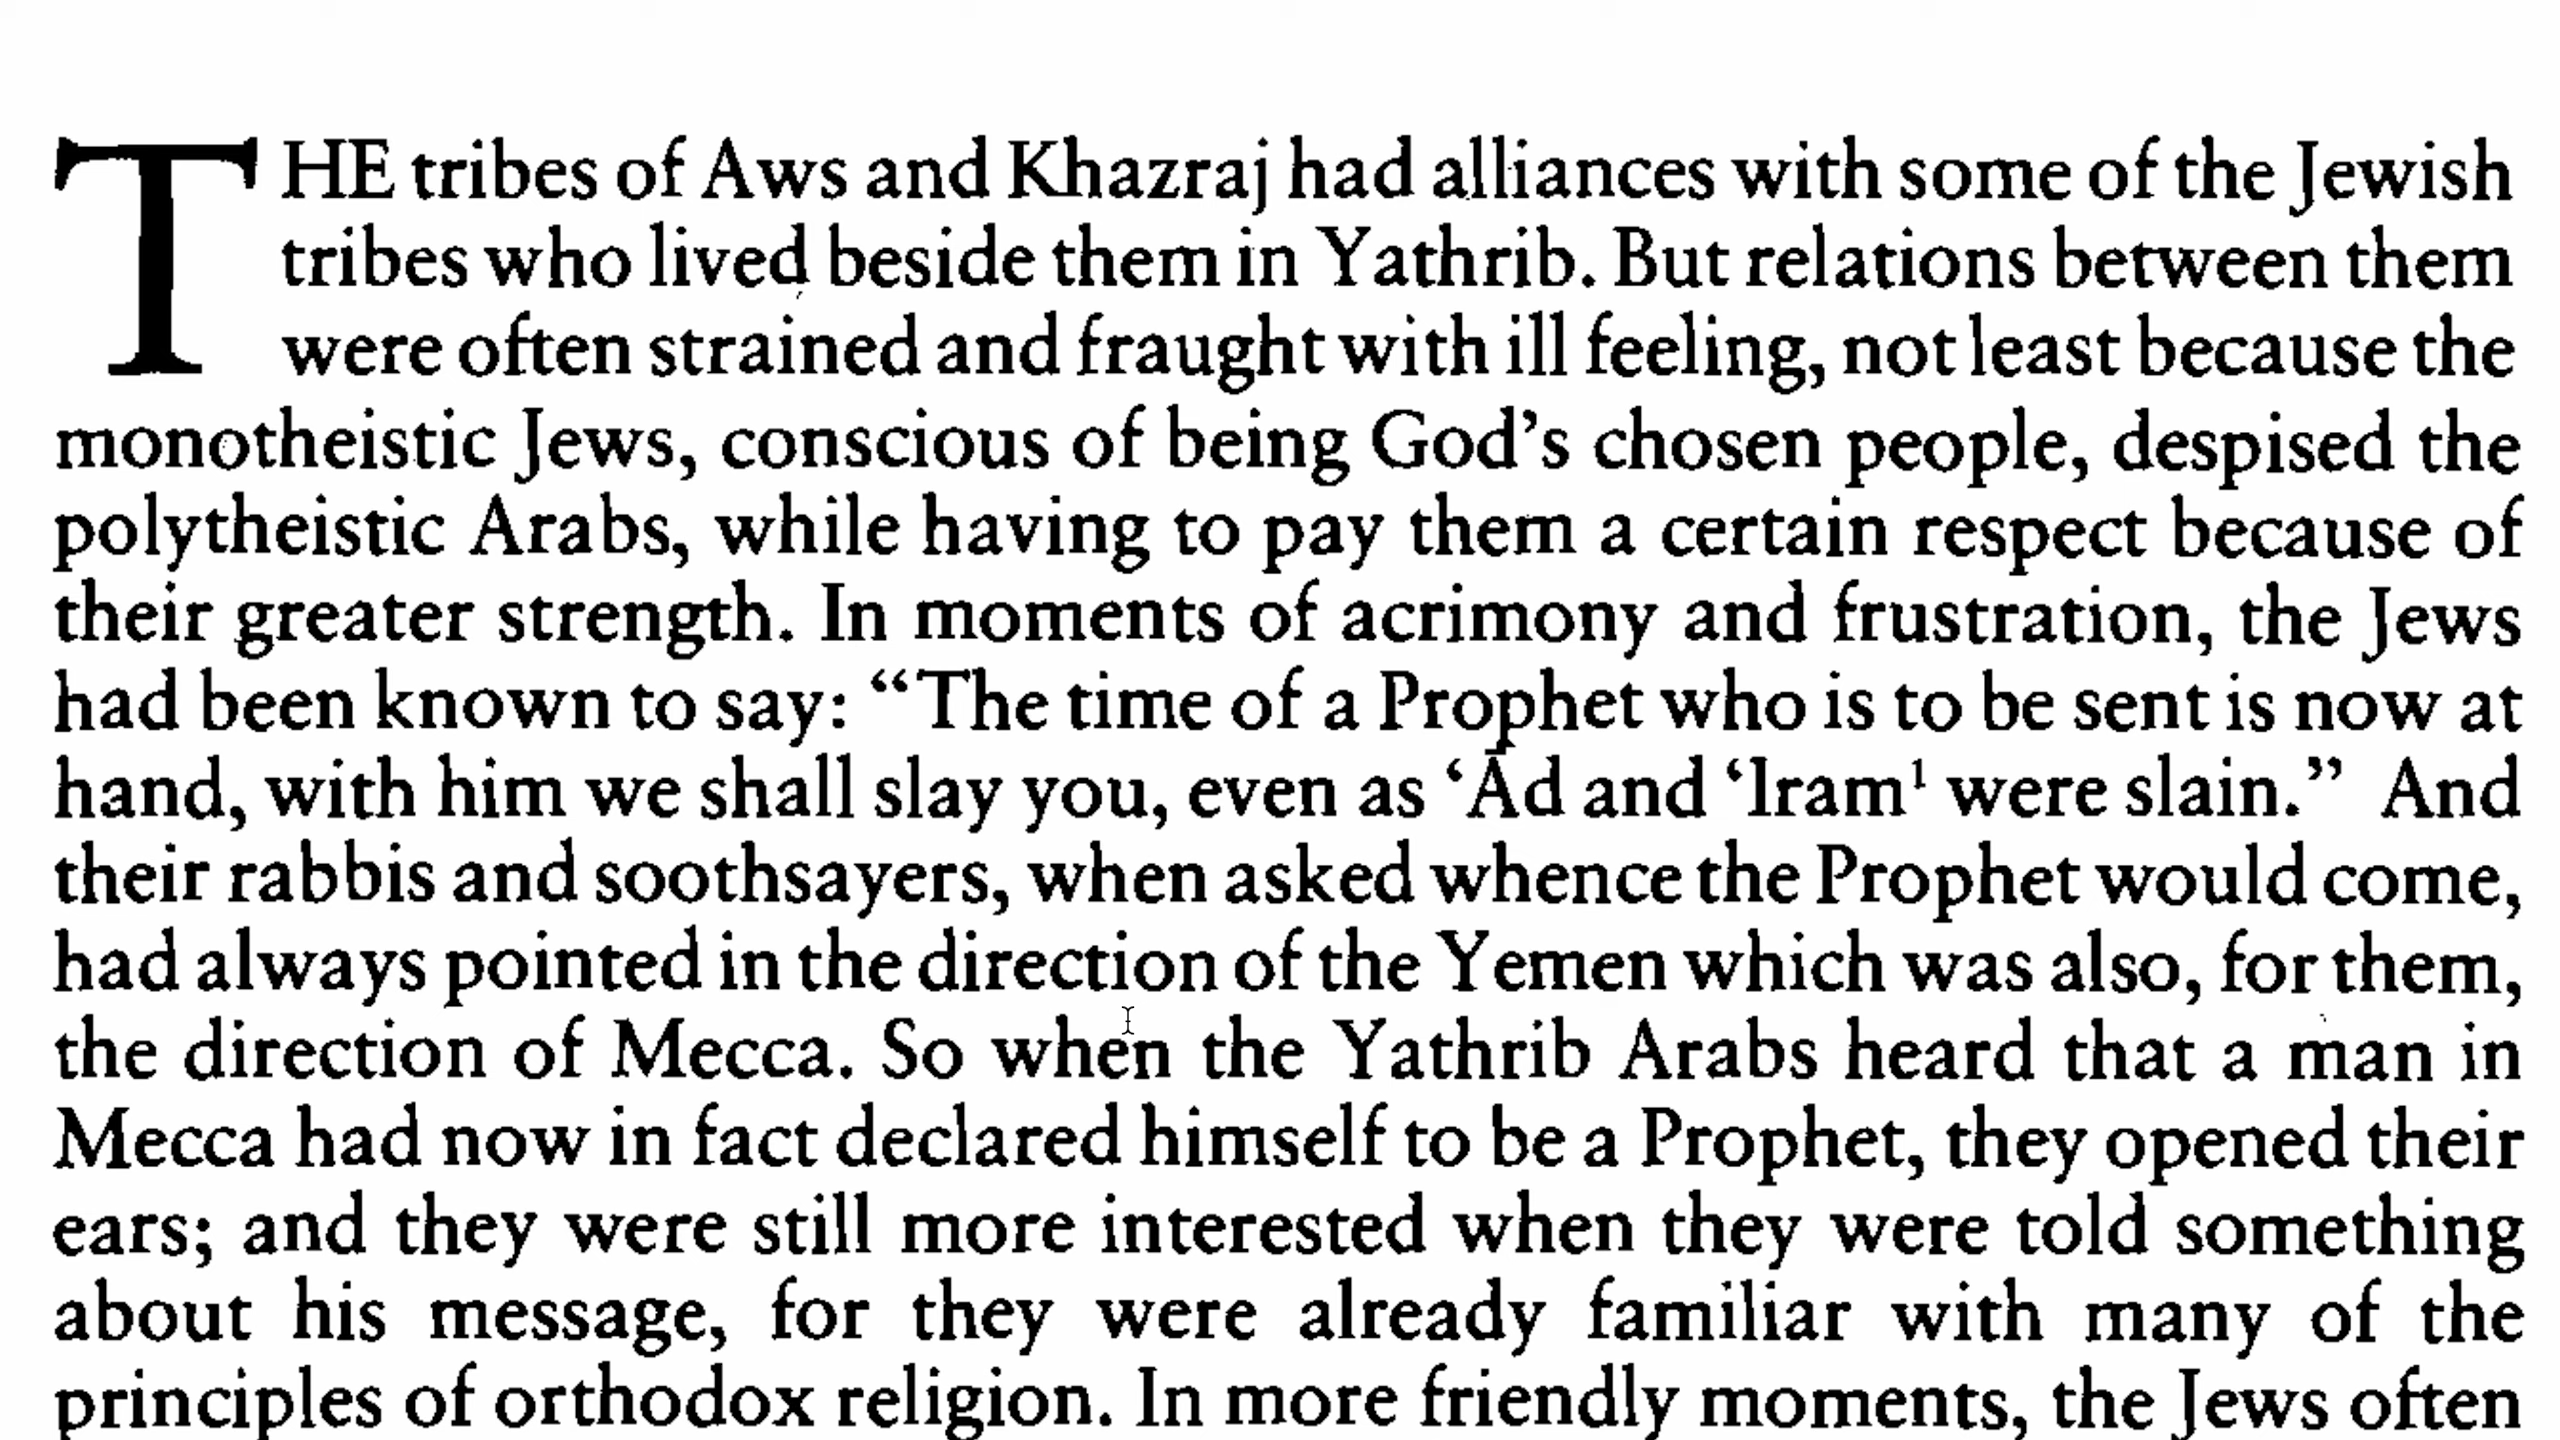 THE tribes of Aws and Khazraj had alliances with some of the Jewish
tribes who lived beside them in Yathrib. But relations between them
were often strained and fraught with ill feeling, not least because the
monotheistic Jews, conscious of being God’s chosen people, despised the
polytheistic Arabs, while having to pay them a certain respect because of
their greater strength. In moments of acrimony and frustration, the Jews
had been known to say: “The time of a Prophet who is to be sent is now at
hand, with him we shall slay you, even as ‘Ād and ‘Iram¹ were slain.” And
their rabbis and soothsayers, when asked whence the Prophet would come,
had always pointed in the direction of the Yemen which was also, for them,
the direction of Mecca. So when the Yathrib Arabs heard that a man in
Mecca had now in fact declared himself to be a Prophet, they opened their
ears; and they were still more interested when they were told something
about his message, for they were already familiar with many of the
principles of orthodox religion. In more friendly moments, the Jews often